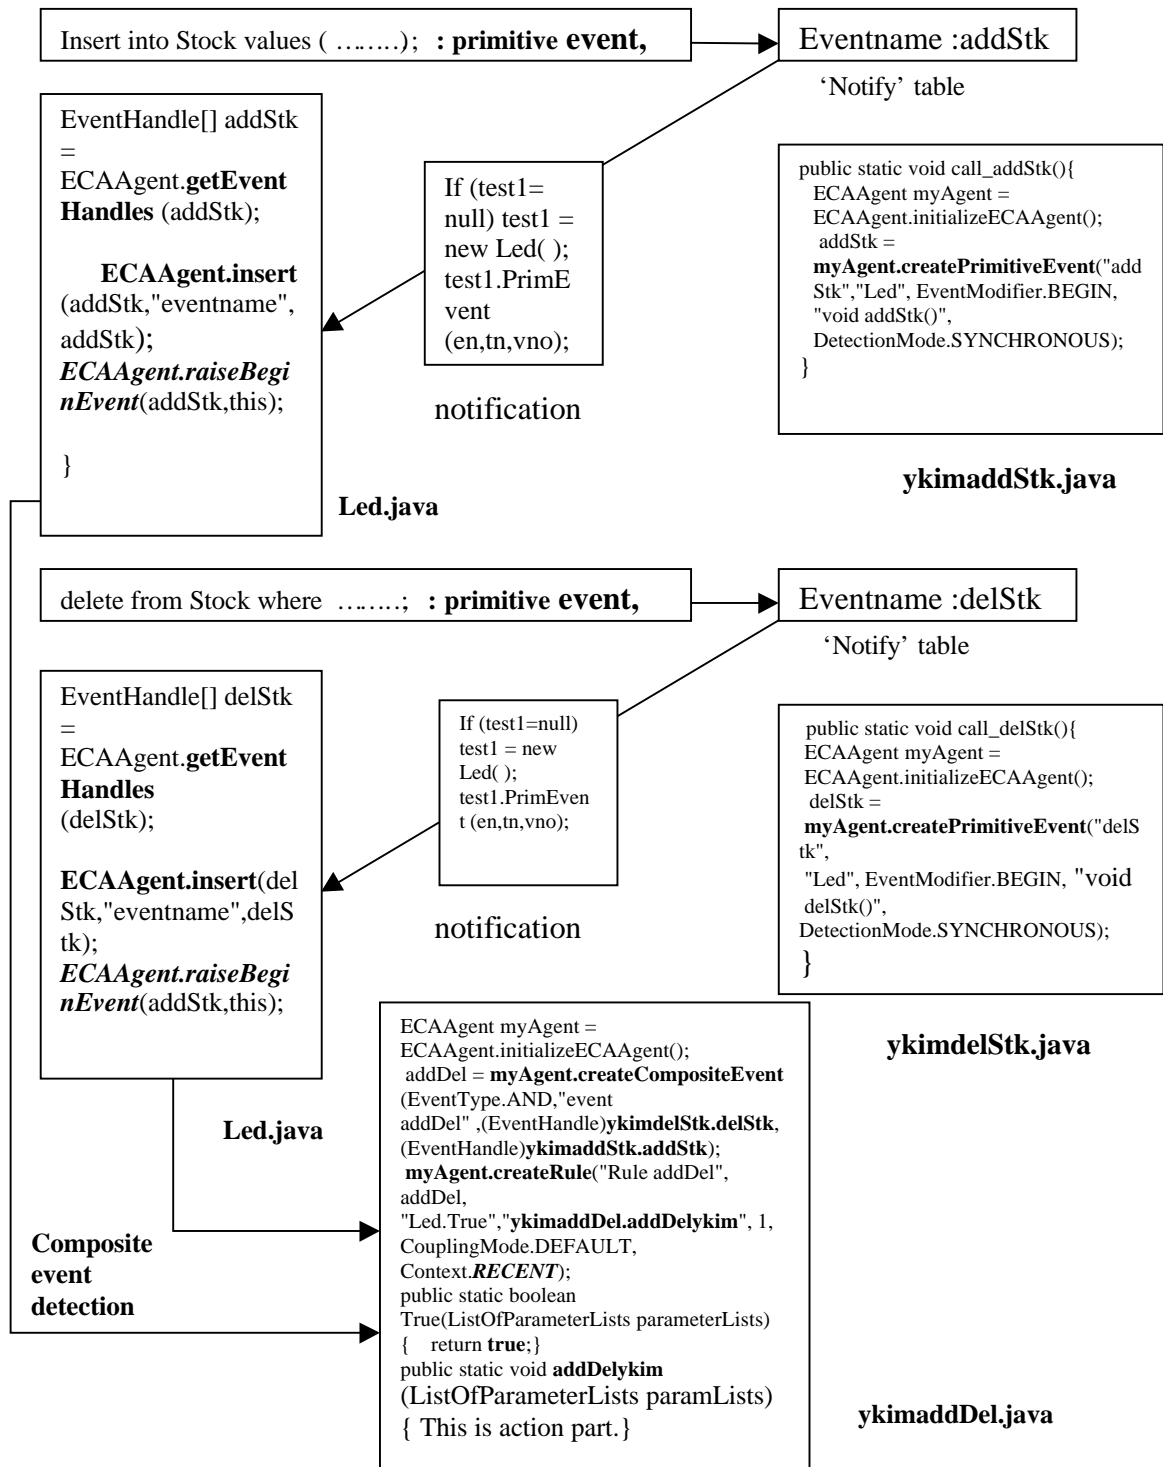 Insert into Stock values ( ……..);  : primitive event,
Eventname :addStk
‘Notify’ table
EventHandle[] addStk
=
ECAAgent.getEvent
Handles (addStk);
ECAAgent.insert
(addStk,"eventname",
addStk);
ECAAgent.raiseBegi
nEvent(addStk,this);
}
Led.java
If (test1=
null) test1 =
new Led( );
test1.PrimE
vent
(en,tn,vno);
notification
public static void call_addStk(){
ECAAgent myAgent =
ECAAgent.initializeECAAgent();
addStk =
myAgent.createPrimitiveEvent("add
Stk","Led", EventModifier.BEGIN,
"void addStk()",
DetectionMode.SYNCHRONOUS);
}
ykimaddStk.java
delete from Stock where  ……..;  : primitive event,
Eventname :delStk
‘Notify’ table
EventHandle[] delStk
=
ECAAgent.getEvent
Handles
(delStk);
ECAAgent.insert(del
Stk,"eventname",delS
tk);
ECAAgent.raiseBegi
nEvent(addStk,this);
Led.java
If (test1=null)
test1 = new
Led( );
test1.PrimEven
t (en,tn,vno);
notification
public static void call_delStk(){
ECAAgent myAgent =
ECAAgent.initializeECAAgent();
delStk =
myAgent.createPrimitiveEvent("delS
tk",
"Led", EventModifier.BEGIN, "void
delStk()",
DetectionMode.SYNCHRONOUS);
}
ykimdelStk.java
Composite
event
detection
ECAAgent myAgent =
ECAAgent.initializeECAAgent();
addDel = myAgent.createCompositeEvent
(EventType.AND,"event
addDel" ,(EventHandle)ykimdelStk.delStk,
(EventHandle)ykimaddStk.addStk);
myAgent.createRule("Rule addDel",
addDel,
"Led.True","ykimaddDel.addDelykim", 1,
CouplingMode.DEFAULT,
Context.RECENT);
public static boolean
True(ListOfParameterLists parameterLists)
{    return true;}
public static void addDelykim
(ListOfParameterLists paramLists)
{ This is action part.}
ykimaddDel.java